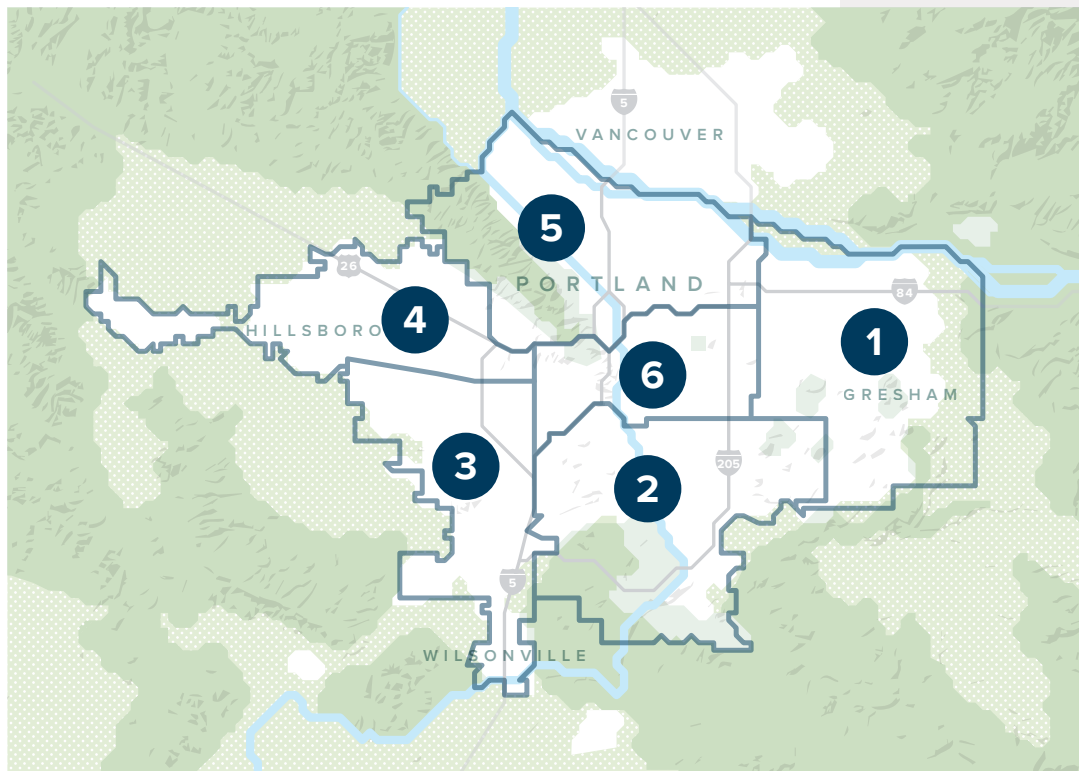 5
VANCOUVER
5
26
PORTLAND
84
4
HILLSBORO
1
6
GRESHAM
3
205
2
5
WILSONVILLE